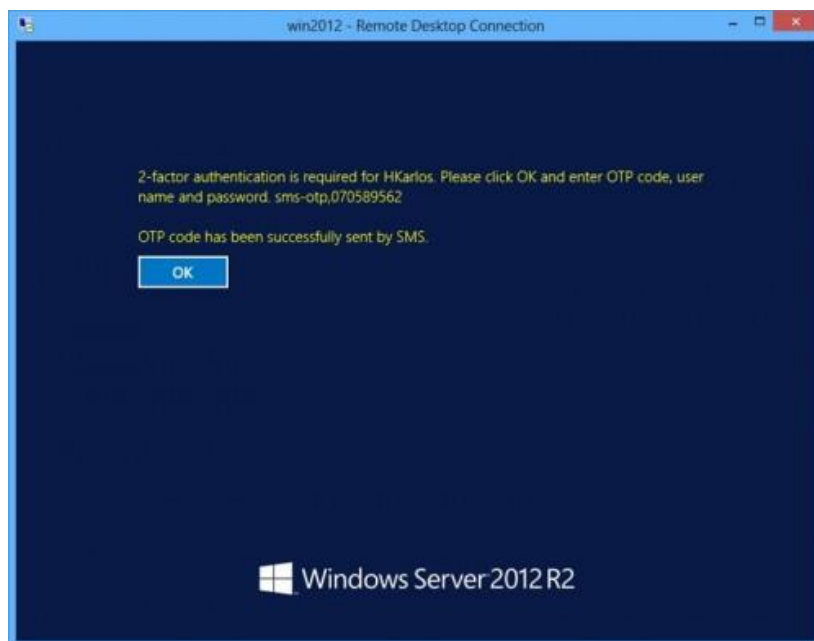 win2012 - Remote Desktop Connection
2-factor authentication is required for HKarlos. Please click OK and enter OTP code, user
name and password. sms-otp,070589562
OTP code has been successfully sent by SMS.
OK
Windows Server 2012 R2